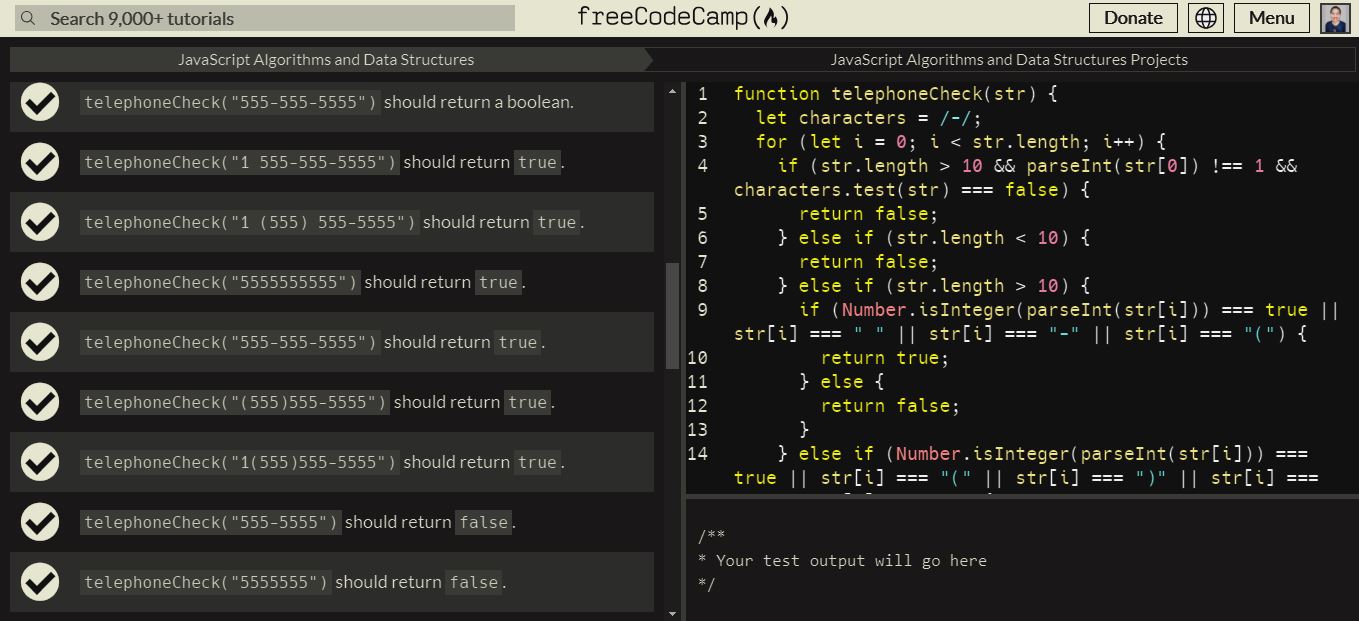 Search 9,000+ tutorials
freeCodeCamp
Donate
Menu
JavaScript Algorithms and Data Structures
JavaScript Algorithms and Data Structures Projects
telephoneCheck("555-555-5555") should return a boolean.
telephoneCheck("1 555-555-5555") should return true.
telephoneCheck("1 (555) 555-5555") should return true.
telephoneCheck("5555555555") should return true.
telephoneCheck("555-555-5555") should return true.
telephoneCheck("(555)555-5555") should return true.
telephoneCheck("1(555)555-5555") should return true.
telephoneCheck("555-5555") should return false.
telephoneCheck("5555555") should return false.
1 function telephoneCheck(str) {
2 let characters = /-/;
3 for (let i = 0; i < str.length; i++) {
4 if (str.length > 10 && parseInt(str[0]) !== 1 &&
characters.test(str) === false) {
5 return false;
6 } else if (str.length < 10) {
7 return false;
8 } else if (str.length > 10) {
9 if (Number.isInteger(parseInt(str[i])) === true ||
str[i] === " " || str[i] === "-" || str[i] === "(") {
10 return true;
11 } else {
12 return false;
13 }
14 } else if (Number.isInteger(parseInt(str[i])) ===
true || str[i] === "(" || str[i] === ")" || str[i] ===
/**
* Your test output will go here
*/